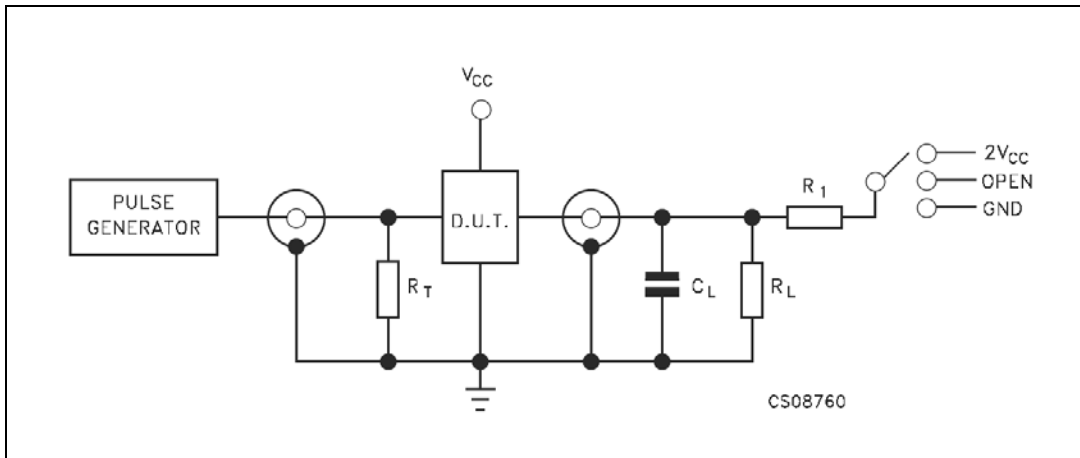 VCC
PULSE
GENERATOR
D.U.T.
RT
CL
RL
R1
2VCC
OPEN
GND
CS08760